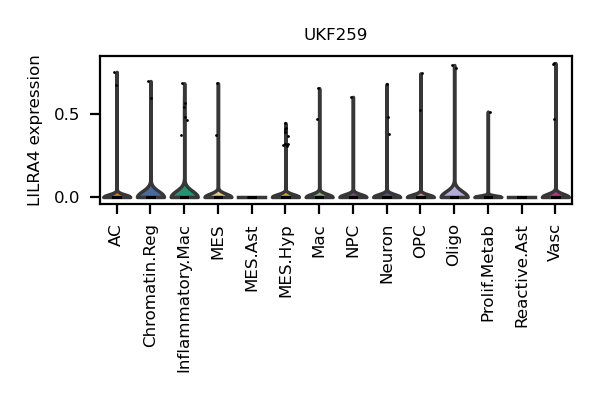 UKF259
LILRA4 expression
0.5
0.0
AC
Chromatin.Reg
Inflammatory.Mac
MES
MES.Ast
MES.Hyp
Mac
NPC
Neuron
OPC
Oligo
Prolif.Metab
Reactive.Ast
Vasc